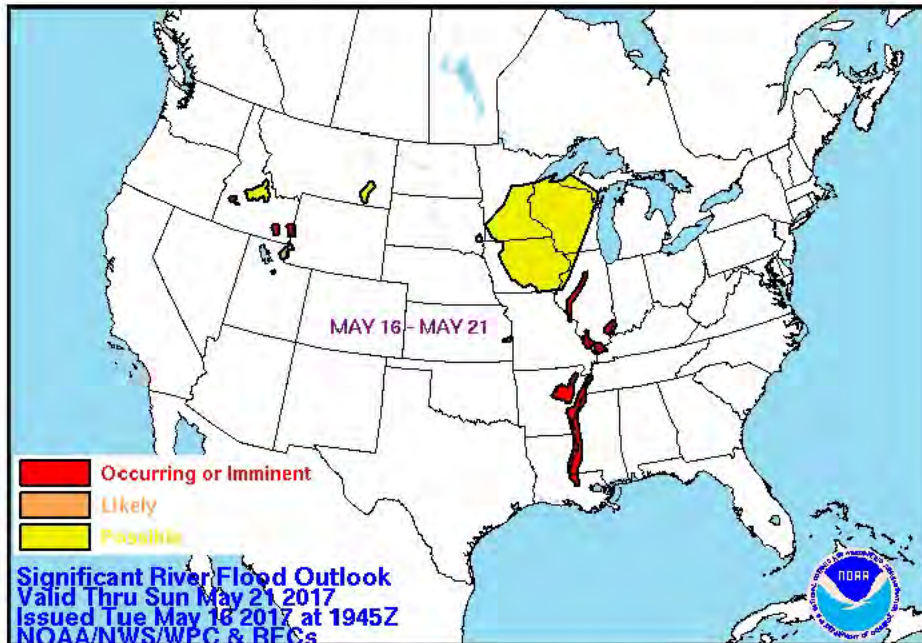 MAY 16 - MAY 21
Occurring or Imminent
Likely
Possible
Significant River Flood Outlook
Valid Thru Sun May 21 2017
Issued Tue May 16 2017 at 1945Z
NOAA/NWS/WPC & RFCs
NOAA